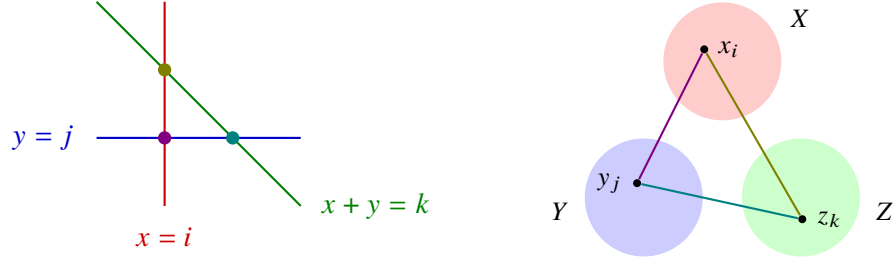 y = j
x + y = k
x = i
X
x_i
y_j
Y
z_k
Z